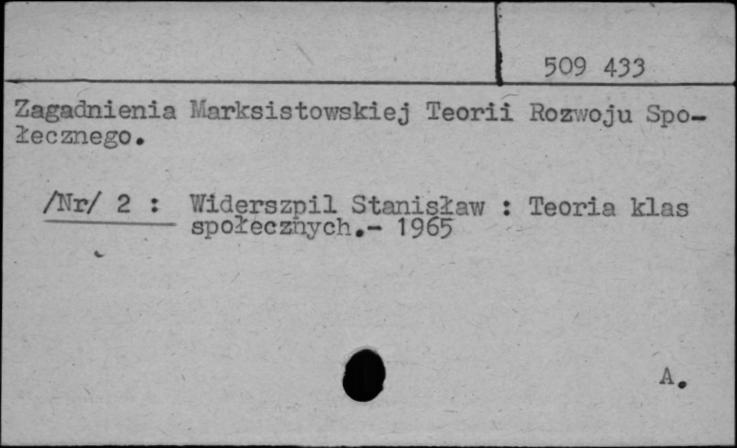 509 433
Zagadnienia Marksistowskiej Teorii Rozwoju Spo-
łecznego.
/Nr/ 2 : Widerszpil Stanisław : Teoria klas
społecznych.- 1965
A.